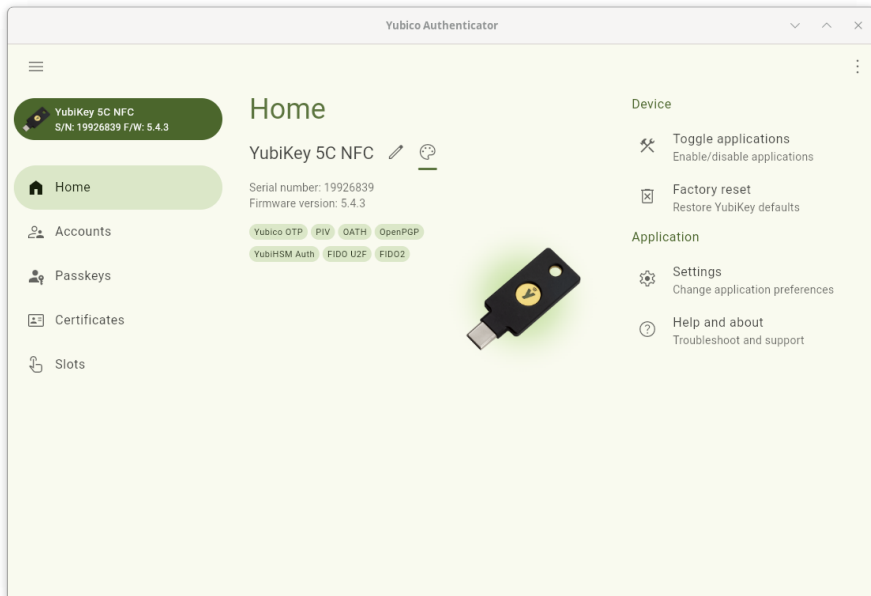 Yubico Authenticator
YubiKey 5C NFC
S/N: 19926839 F/W: 5.4.3
Home
Accounts
Passkeys
Certificates
Slots
Home
YubiKey 5C NFC
Serial number: 19926839
Firmware version: 5.4.3
Yubico OTP PIV OATH OpenPGP
YubiHSM Auth FIDO U2F FIDO2
Device
Toggle applications
Enable/disable applications
Factory reset
Restore YubiKey defaults
Application
Settings
Change application preferences
Help and about
Troubleshoot and support